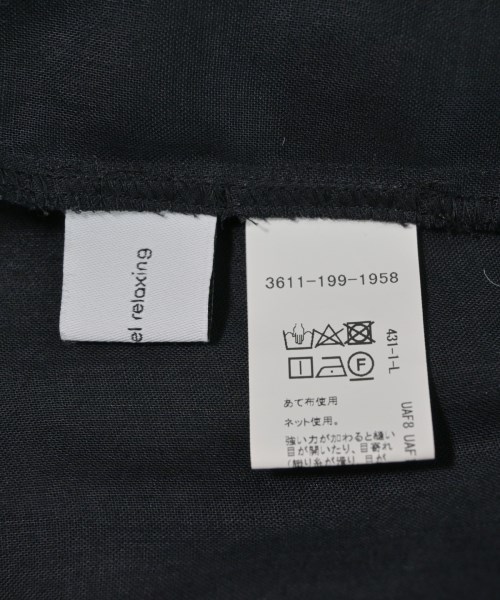 el relaxing
3611-199-1958
431-I-L
あて布使用
ネット使用。
強い力が加わると縫い
目が開いたり、目寄れ
UAF8 UAF